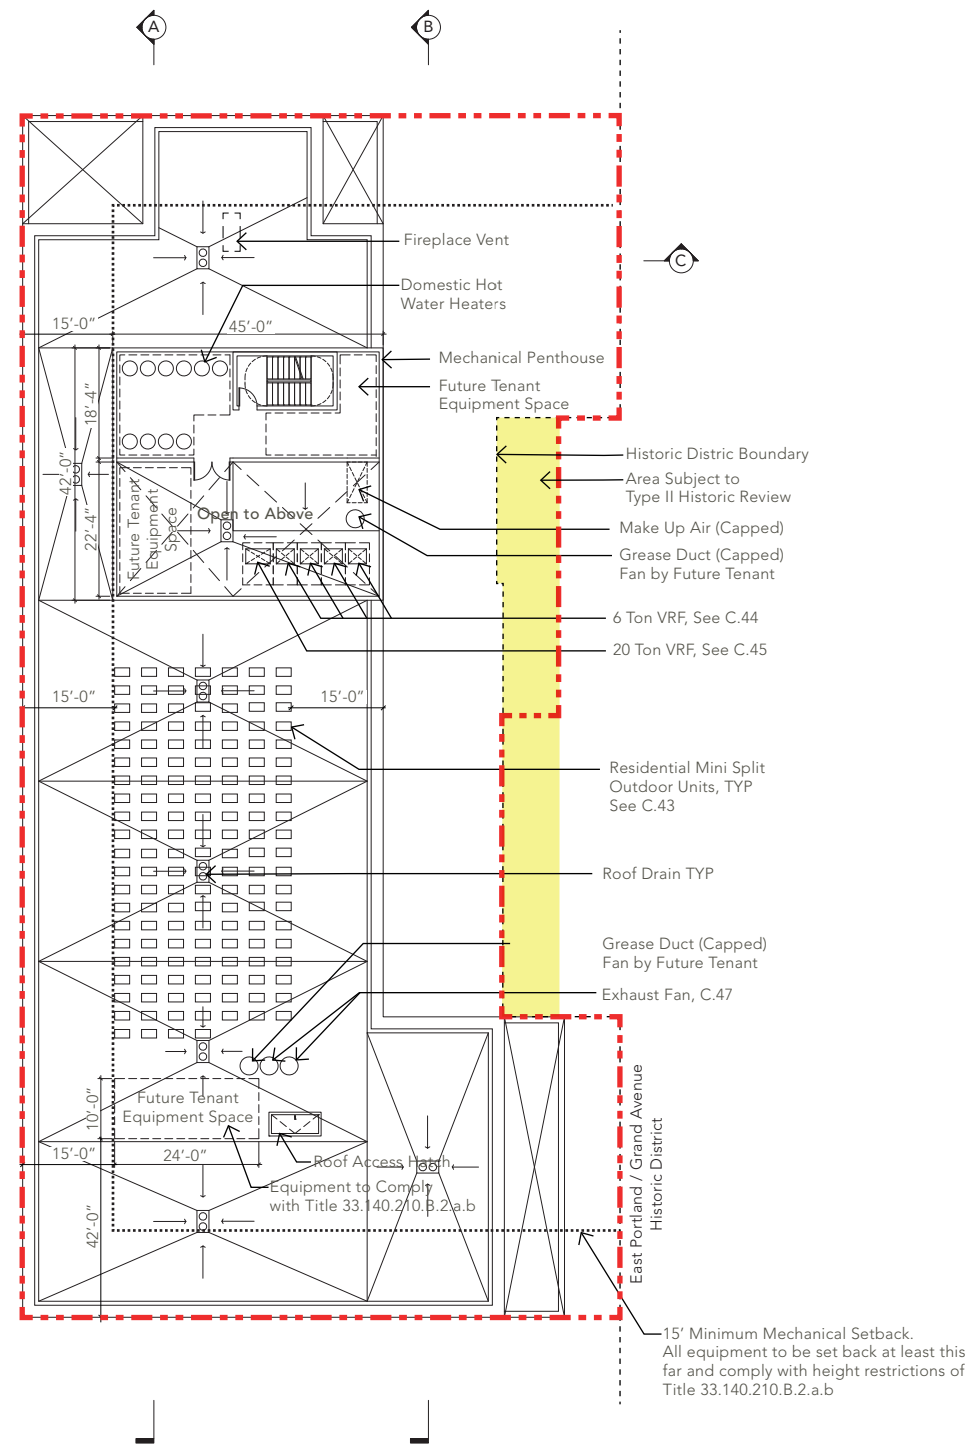 A
B
C
Fireplace Vent
Domestic Hot
Water Heaters
15'-0"
45'-0"
Mechanical Penthouse
Future Tenant
Equipment Space
18'-4"
42'-0"
22'-4"
Future Tenant
Equipment
Space
Open to Above
Historic Distric Boundary
Area Subject to
Type II Historic Review
Make Up Air (Capped)
Grease Duct (Capped)
Fan by Future Tenant
6 Ton VRF, See C.44
20 Ton VRF, See C.45
15'-0"
15'-0"
Residential Mini Split
Outdoor Units, TYP
See C.43
Roof Drain TYP
Grease Duct (Capped)
Fan by Future Tenant
Exhaust Fan, C.47
Future Tenant
Equipment Space
10'-0"
15'-0"
24'-0"
Roof Access Hatch
Equipment to Comply
with Title 33.140.210.B.2.a.b
42'-0"
East Portland / Grand Avenue
Historic District
15' Minimum Mechanical Setback.
All equipment to be set back at least this
far and comply with height restrictions of
Title 33.140.210.B.2.a.b